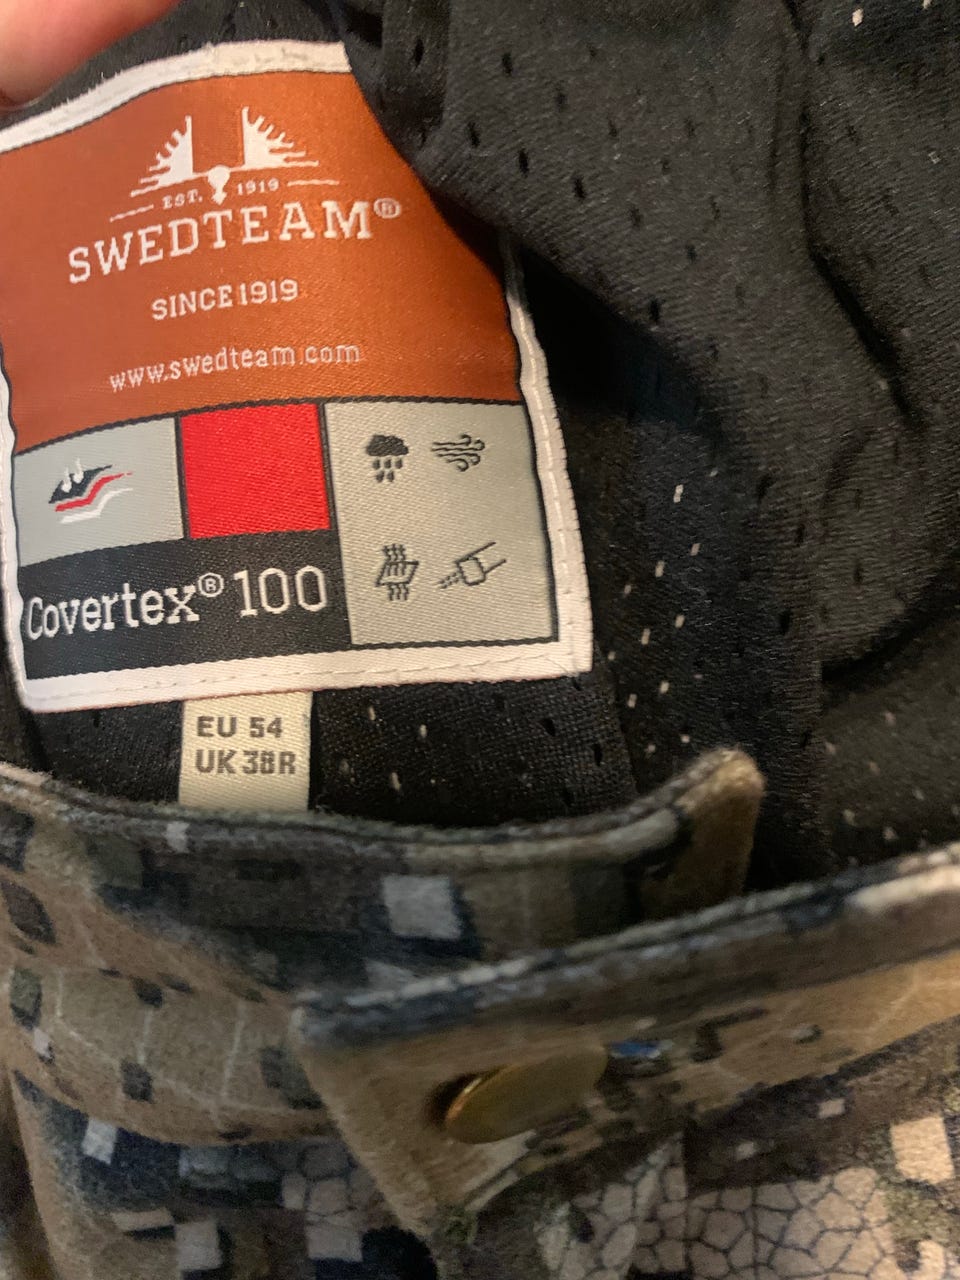 EST. 1919
SWEDTEAM®
SINCE 1919
www.swedteam.com
Covertex® 100
EU 54
UK 38R